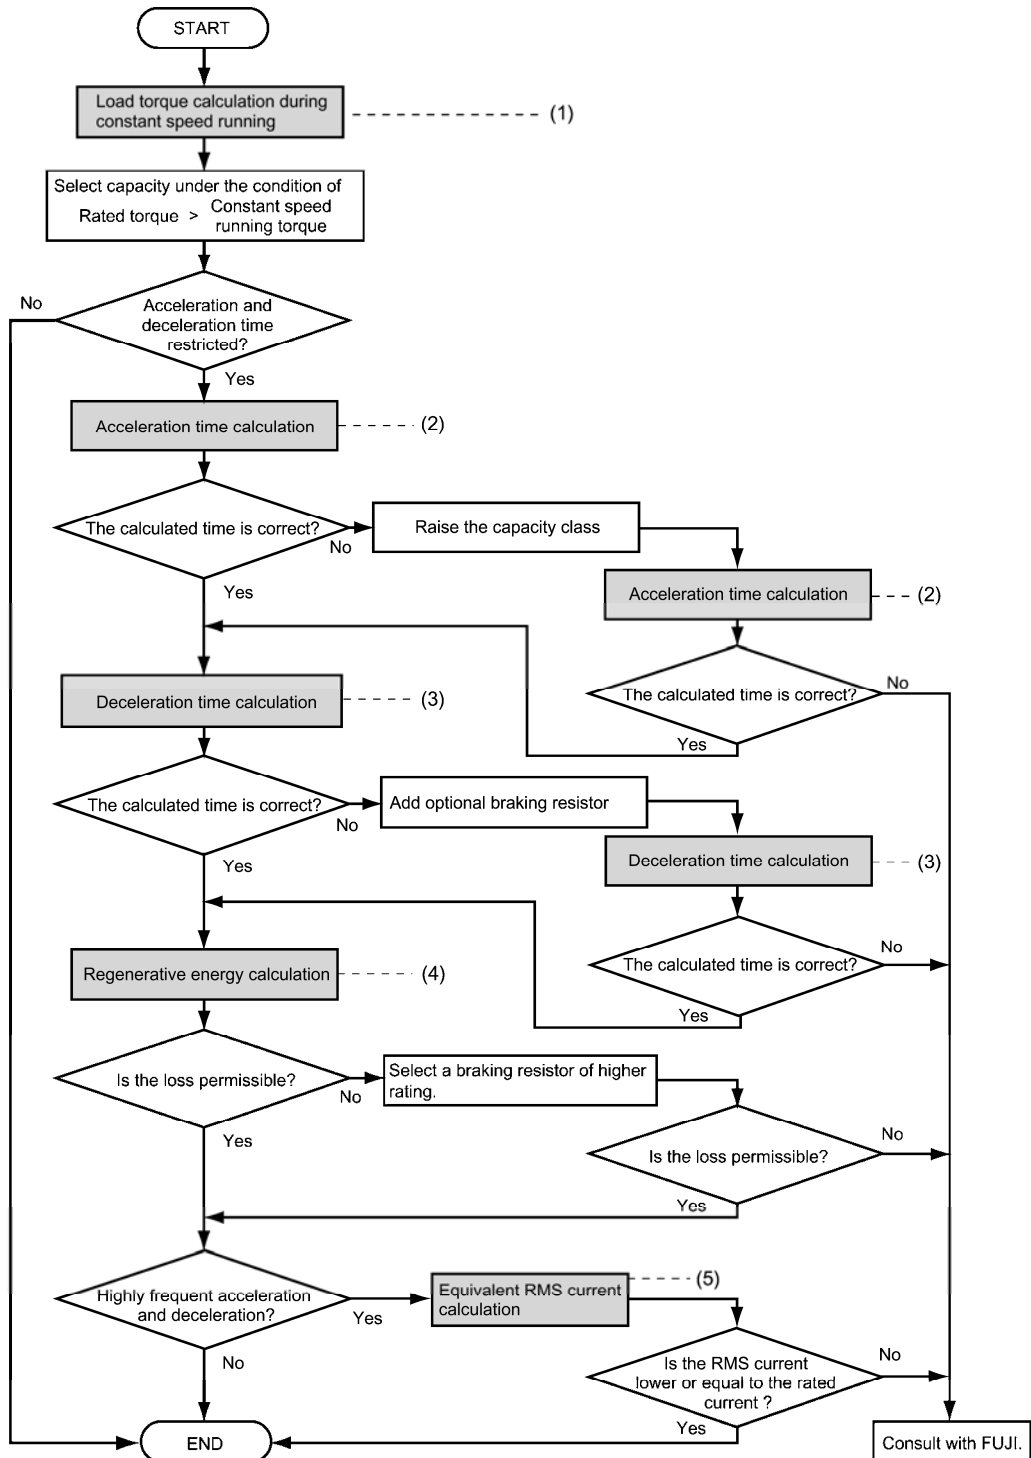 START
Load torque calculation during
constant speed running
(1)
Select capacity under the condition of
Rated torque > Constant speed
running torque
No
Acceleration and
deceleration time
restricted?
Yes
Acceleration time calculation
(2)
The calculated time is correct?
No
Raise the capacity class
Yes
Acceleration time calculation
(2)
The calculated time is correct?
No
Yes
Deceleration time calculation
(3)
The calculated time is correct?
No
Add optional braking resistor
Yes
Deceleration time calculation
(3)
The calculated time is correct?
No
Yes
Regenerative energy calculation
(4)
Is the loss permissible?
No
Select a braking resistor of higher
rating.
Yes
Is the loss permissible?
No
Yes
Highly frequent acceleration
and deceleration?
Yes
Equivalent RMS current
calculation
(5)
No
Is the RMS current
lower or equal to the rated
current ?
No
Yes
END
Consult with FUJI.